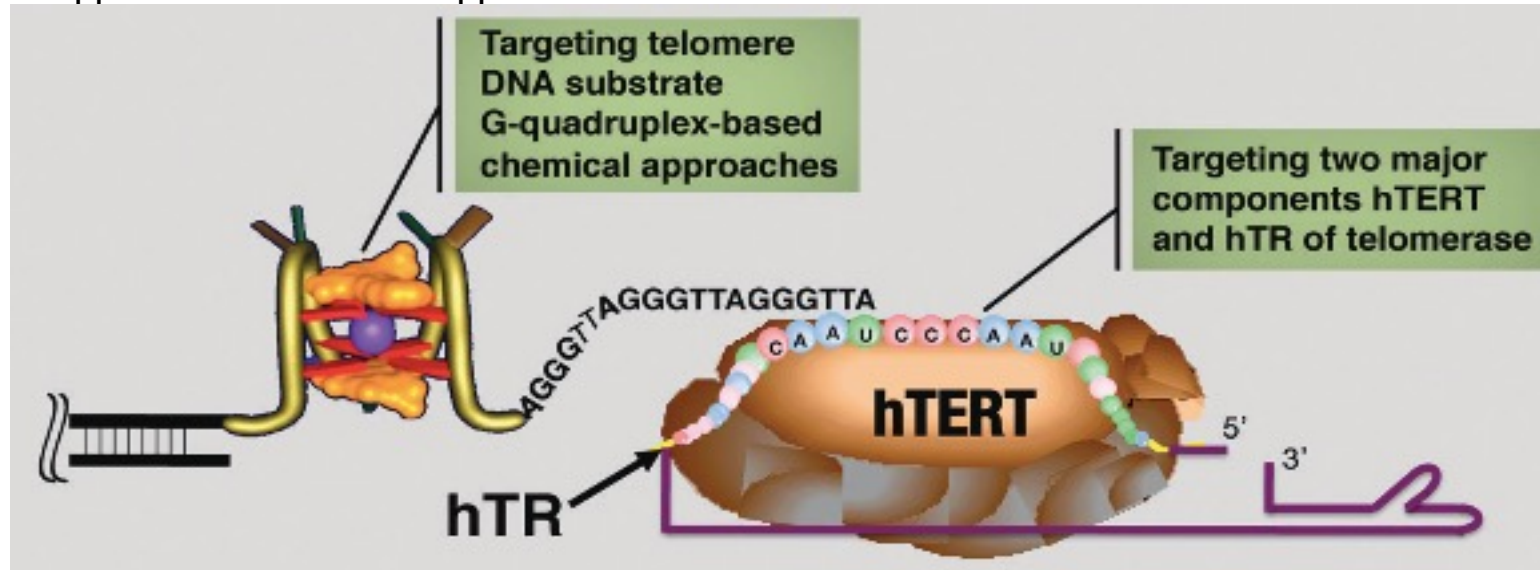 Targeting telomere
DNA substrate
G-quadruplex-based
chemical approaches
Targeting two major
components hTERT
and hTR of telomerase
AGGGTTAGGGTTAGGGTTA
CAAUCCCAAU
hTERT
5'
3'
hTR